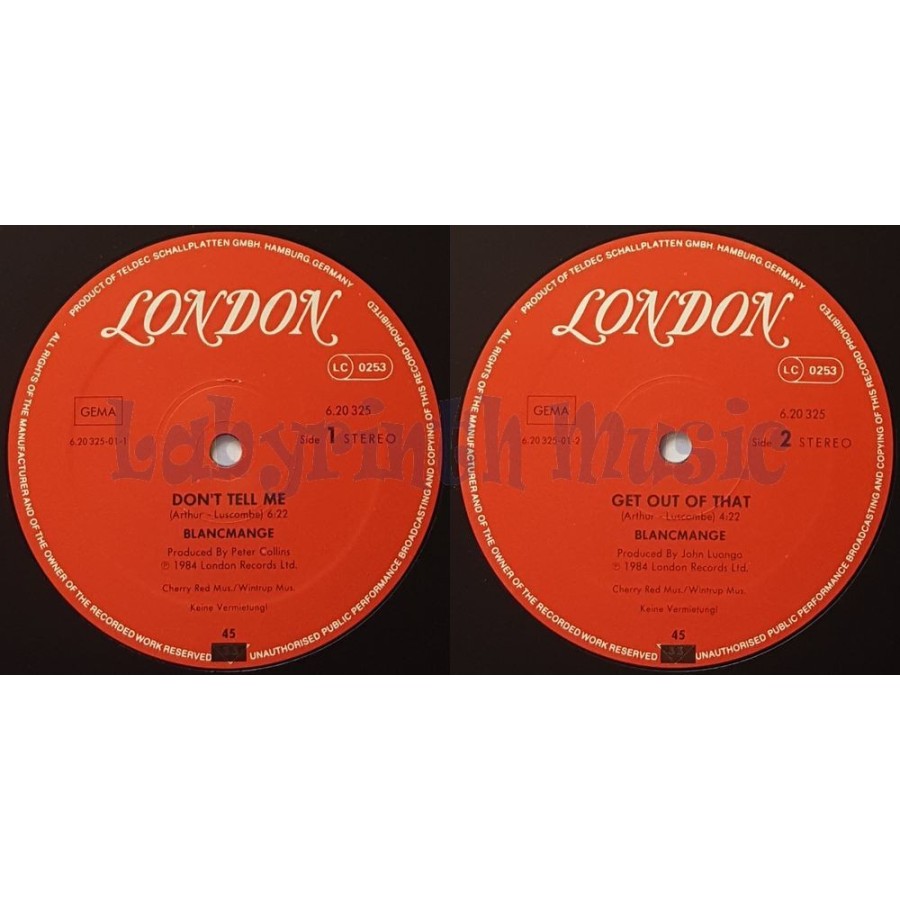 PRODUCT OF TELDEC SCHALLPLATTEN GMBH. HAMBURG, GERMANY
LONDON
LC 0253
GEMA
6.20 325
6.20 325-01-1
Side 1 STEREO
DON'T TELL ME
(Arthur - Luscombe) 6:22
BLANCMANGE
Produced By Peter Collins
℗ 1984 London Records Ltd.
Cherry Red Mus./Wintrup Mus.
Keine Vermietung!
45
33
ALL RIGHTS OF THE MANUFACTURER AND OF THE OWNER OF THE RECORDED WORK RESERVED
UNAUTHORISED PUBLIC PERFORMANCE BROADCASTING AND COPYING OF THIS RECORD PROHIBITED
PRODUCT OF TELDEC SCHALLPLATTEN GMBH. HAMBURG, GERMANY
LONDON
LC 0253
GEMA
6.20 325
6.20 325-01-2
Side 2 STEREO
GET OUT OF THAT
(Arthur - Luscombe) 4:22
BLANCMANGE
Produced By John Luongo
℗ 1984 London Records Ltd.
Cherry Red Mus./Wintrup Mus.
Keine Vermietung!
45
33
ALL RIGHTS OF THE MANUFACTURER AND OF THE OWNER OF THE RECORDED WORK RESERVED
UNAUTHORISED PUBLIC PERFORMANCE BROADCASTING AND COPYING OF THIS RECORD PROHIBITED
Labyrinth Music